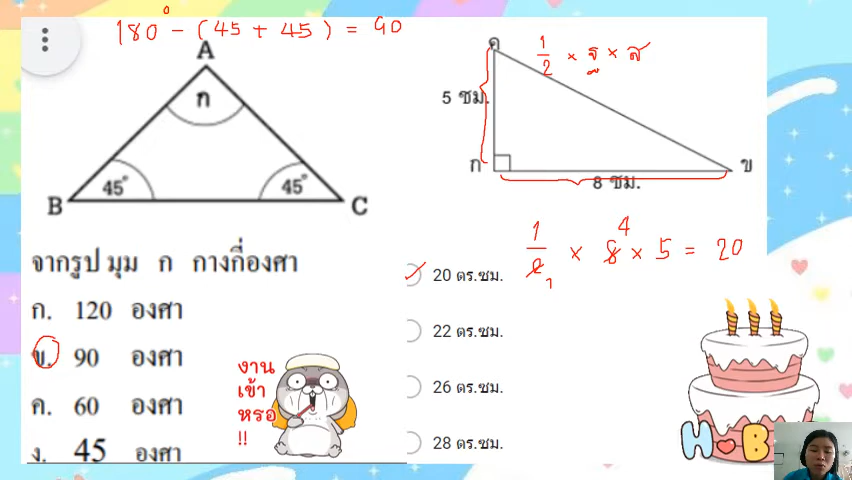 180° - (45 + 45) = 90
A
ก
45°
45°
B
C
จากรูป มุม ก กางกี่องศา
ก. 120 องศา
ข. 90 องศา
ค. 60 องศา
ง. 45 องศา
งาน
เข้า
หรอ
!!
ค
1/2 × ฐ × ส
5 ซม.
ก
ข
8 ซม.
1/2 × 8 × 5 = 20
4
1
20 ตร.ซม.
22 ตร.ซม.
26 ตร.ซม.
28 ตร.ซม.
H B